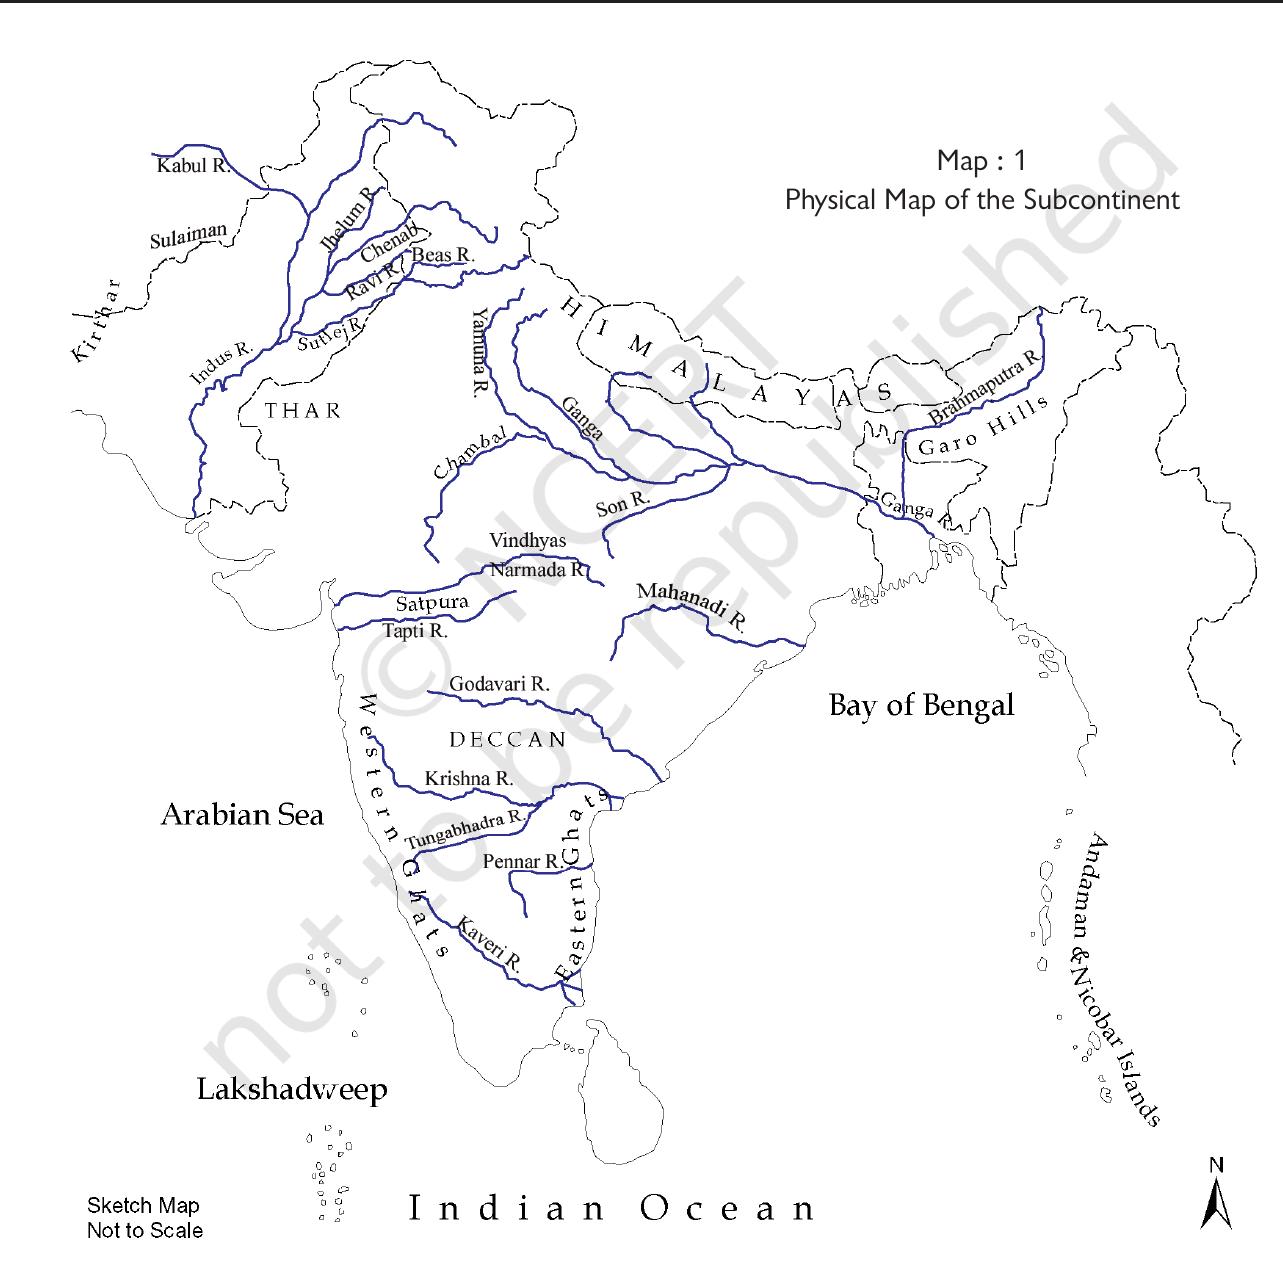 Map : 1
Physical Map of the Subcontinent
Kabul R.
Sulaiman
Kirthar
Jhelum R.
Chenab
Beas R.
Ravi R.
Sutlej R.
Indus R.
THAR
HIMALAYAS
Yamuna R.
Ganga
Chambal
Brahmaputra R.
Garo Hills
Ganga R.
Son R.
Vindhyas
Narmada R.
Satpura
Tapti R.
Mahanadi R.
Godavari R.
Bay of Bengal
DECCAN
Western Ghats
Krishna R.
Arabian Sea
Tungabhadra R.
Eastern Ghats
Pennar R.
Kaveri R.
Andaman & Nicobar Islands
Lakshadweep
Indian Ocean
Sketch Map
Not to Scale
N
© NCERT
not to be republished